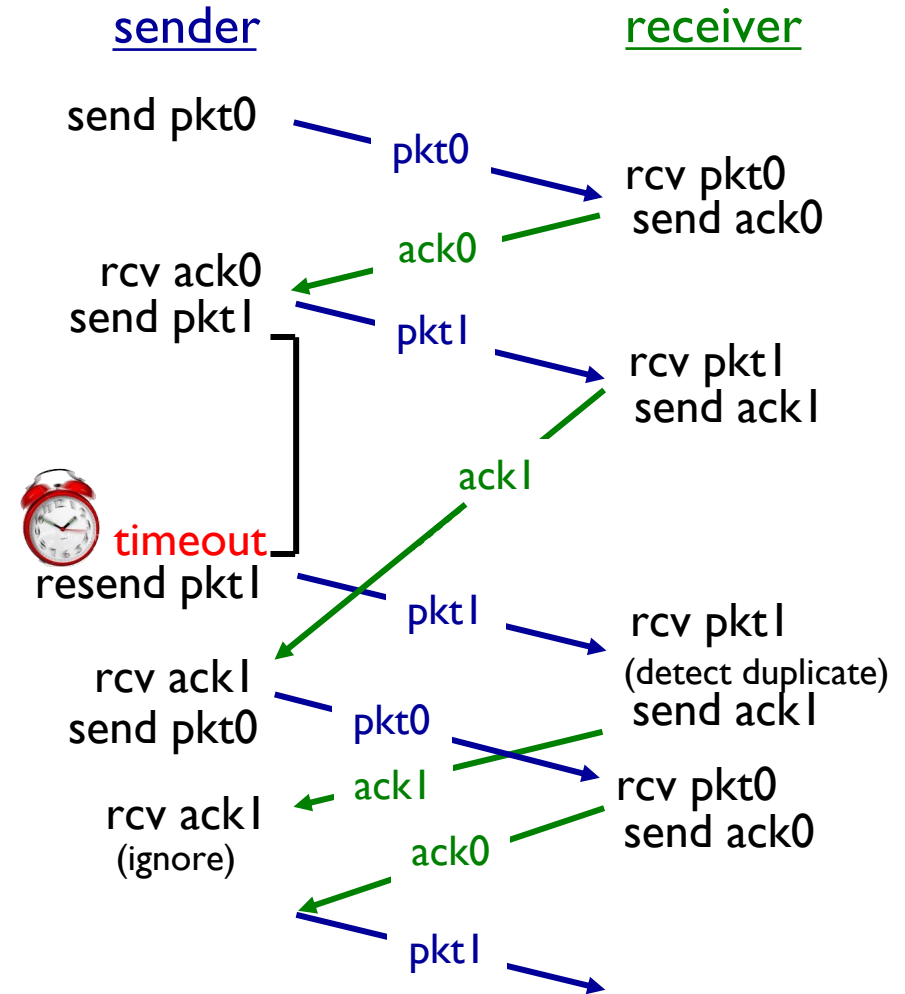 sender receiver
send pkt0
pkt0
rcv pkt0
send ack0
ack0
rcv ack0
send pkt1
pkt1
rcv pkt1
send ack1
ack1
timeout
resend pkt1
pkt1
rcv pkt1
(detect duplicate)
send ack1
rcv ack1
send pkt0
pkt0
ack1
rcv pkt0
send ack0
rcv ack1
(ignore)
ack0
pkt1